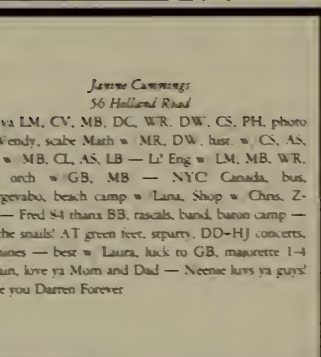 Janine Cummings
56 Holland Road
va LM, CV, MB, DC, WR, DW, CS, PH, photo
Wendy, scabe Math w MR, DW, hist. w CS, AS,
w MB, CL, AS, LB — L' Eng w LM, MB, WR,
orch w GB, MB — NYC Canada, bus,
beach camp w Lana, Shop w Chris, Z-
— Fred 84 thanx BB, rascals, band, baton camp —
the snails! AT green feet, stparty, DD+HJ concerts,
unes — best w Laura, luck to GB, majorette 1-4
un, love ya Mom and Dad — Neenie luvs ya guys!
e you Darren Forever